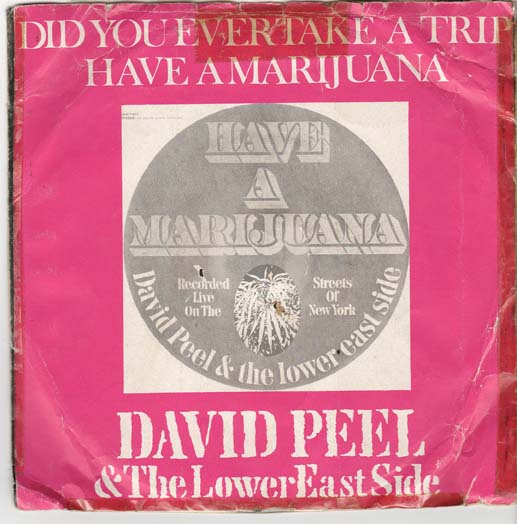 DID YOU EVER TAKE A TRIP
HAVE A MARIJUANA
HAVE
A
MARIJUANA
Recorded
Live
On The
Streets
Of
New York
David Peel & the lower east side
DAVID PEEL
& The Lower East Side